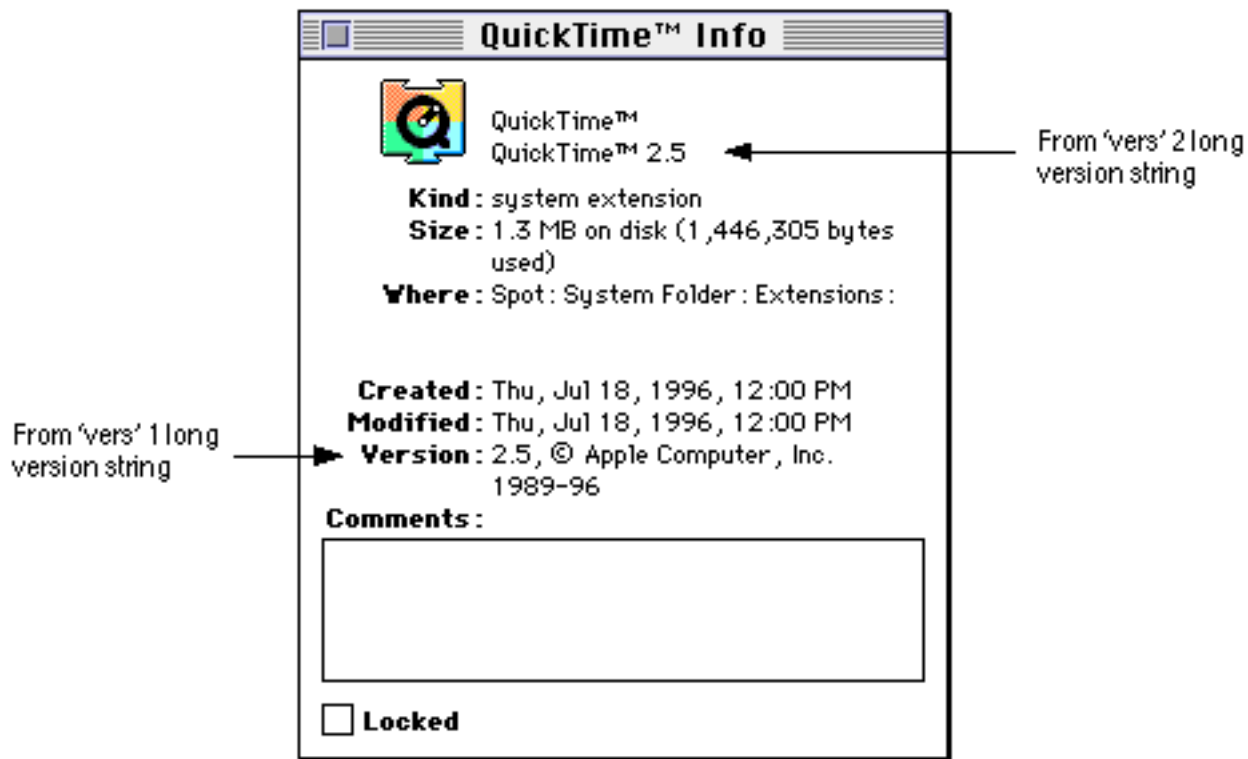 QuickTime™ Info
QuickTime™
QuickTime™ 2.5
From ‘vers’ 2 long
version string
Kind: system extension
Size: 1.3 MB on disk (1,446,305 bytes
used)
Where: Spot: System Folder: Extensions:
Created: Thu, Jul 18, 1996, 12:00 PM
Modified: Thu, Jul 18, 1996, 12:00 PM
From ‘vers’ 1 long
version string
Version: 2.5, © Apple Computer, Inc.
1989-96
Comments:
Locked